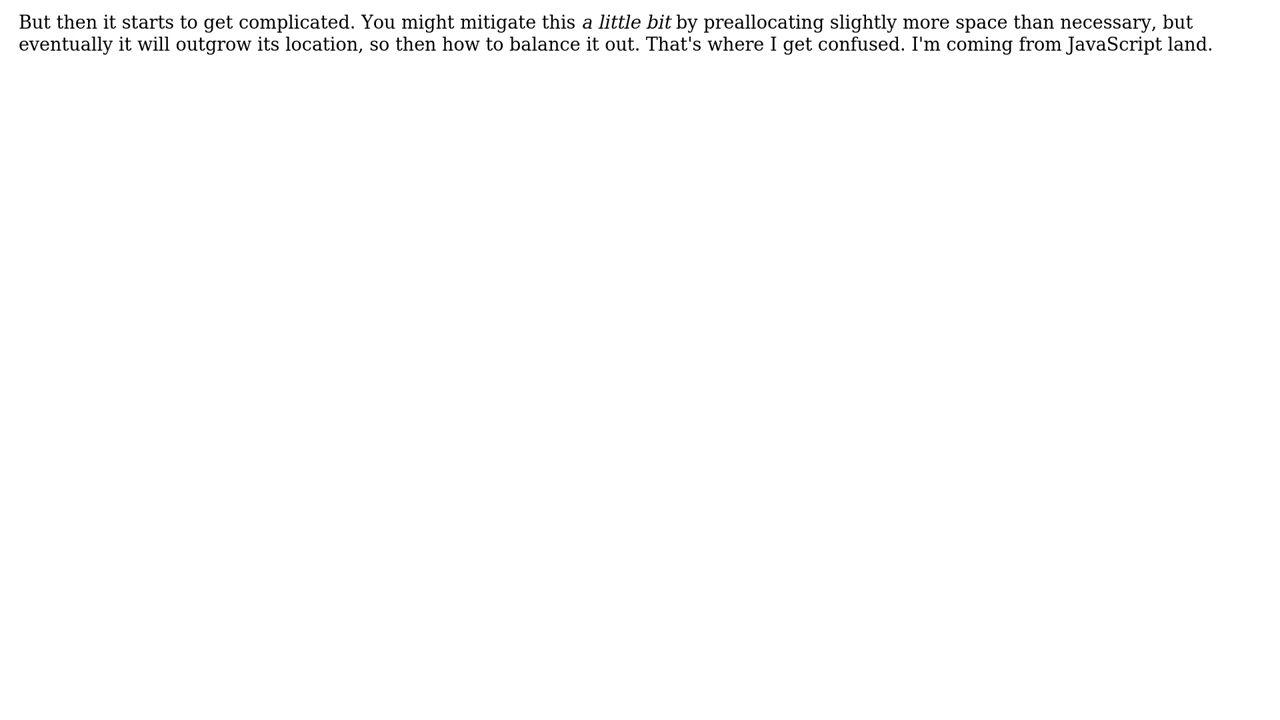 But then it starts to get complicated. You might mitigate this a little bit by preallocating slightly more space than necessary, but
eventually it will outgrow its location, so then how to balance it out. That's where I get confused. I'm coming from JavaScript land.